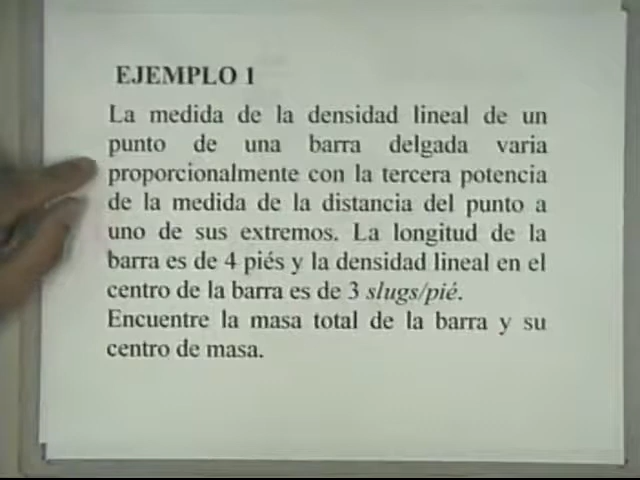 EJEMPLO 1
La medida de la densidad lineal de un
punto de una barra delgada varia
proporcionalmente con la tercera potencia
de la medida de la distancia del punto a
uno de sus extremos. La longitud de la
barra es de 4 piés y la densidad lineal en el
centro de la barra es de 3 slugs/pié.
Encuentre la masa total de la barra y su
centro de masa.